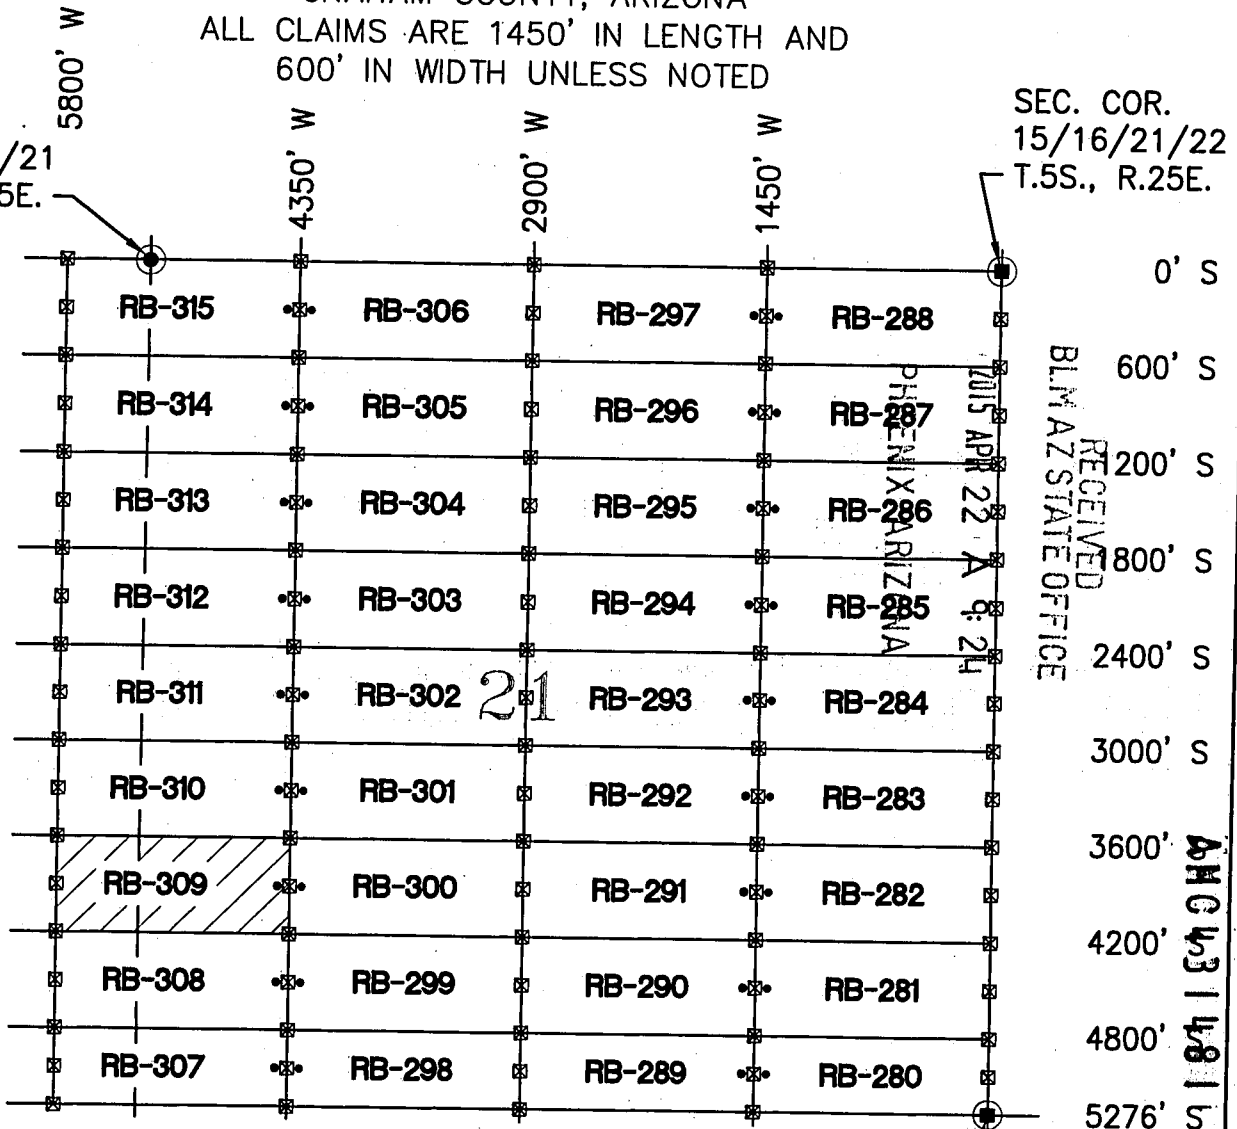 GRAHAM COUNTY, ARIZONA
ALL CLAIMS ARE 1450' IN LENGTH AND
600' IN WIDTH UNLESS NOTED
5800' W
4350' W
2900' W
1450' W
/21
5E.
SEC. COR.
15/16/21/22
T.5S., R.25E.
0' S
RB-315 RB-306 RB-297 RB-288
600' S
RB-314 RB-305 RB-296 RB-287
1200' S
RB-313 RB-304 RB-295 RB-286
1800' S
RB-312 RB-303 RB-294 RB-285
2400' S
RB-311 RB-302 21 RB-293 RB-284
3000' S
RB-310 RB-301 RB-292 RB-283
3600' S
RB-309 RB-300 RB-291 RB-282
4200' S
RB-308 RB-299 RB-290 RB-281
4800' S
RB-307 RB-298 RB-289 RB-280
5276' S
RECEIVED
BLM AZ STATE OFFICE
2015 APR 22 A 9:24
PHOENIX ARIZONA
AMC431481